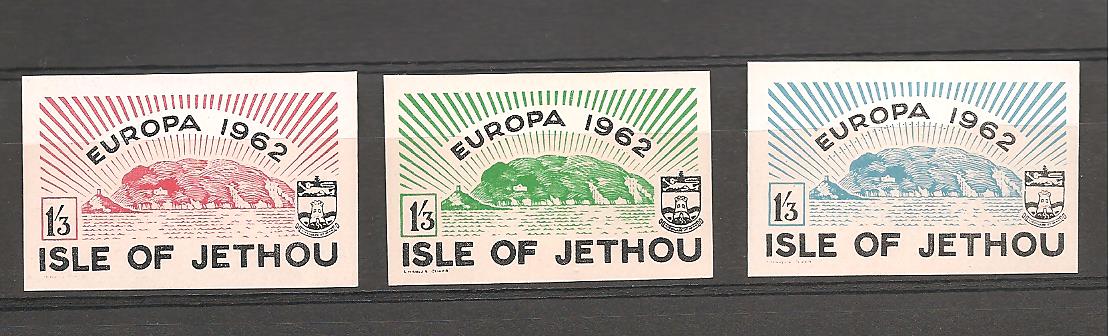 EUROPA 1962
1/3
ISLE OF JETHOU
EUROPA 1962
1/3
ISLE OF JETHOU
EUROPA 1962
1/3
ISLE OF JETHOU